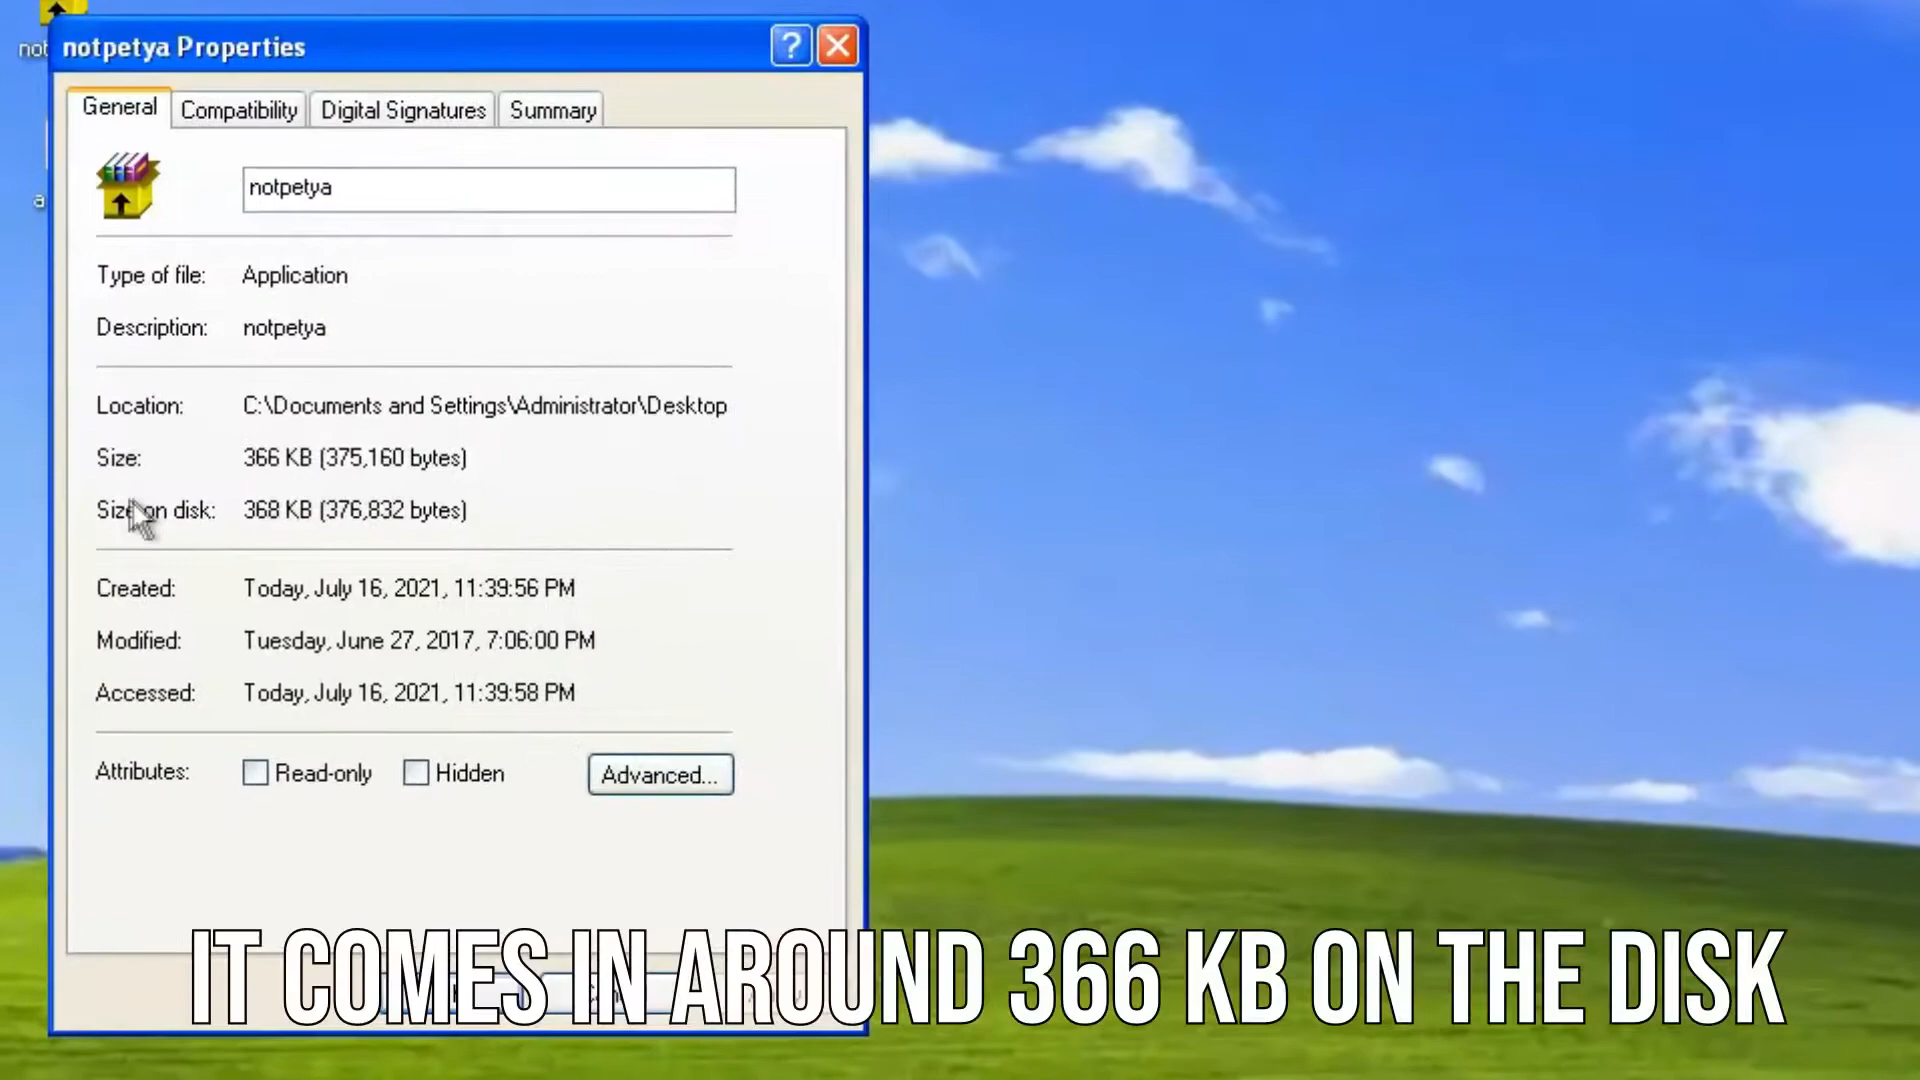 not
notpetya Properties
General
Compatibility
Digital Signatures
Summary
a
notpetya
Type of file: Application
Description: notpetya
Location: C:\Documents and Settings\Administrator\Desktop
Size: 366 KB (375,160 bytes)
Size on disk: 368 KB (376,832 bytes)
Created: Today, July 16, 2021, 11:39:56 PM
Modified: Tuesday, June 27, 2017, 7:06:00 PM
Accessed: Today, July 16, 2021, 11:39:58 PM
Attributes: Read-only Hidden Advanced...
IT COMES IN AROUND 366 KB ON THE DISK